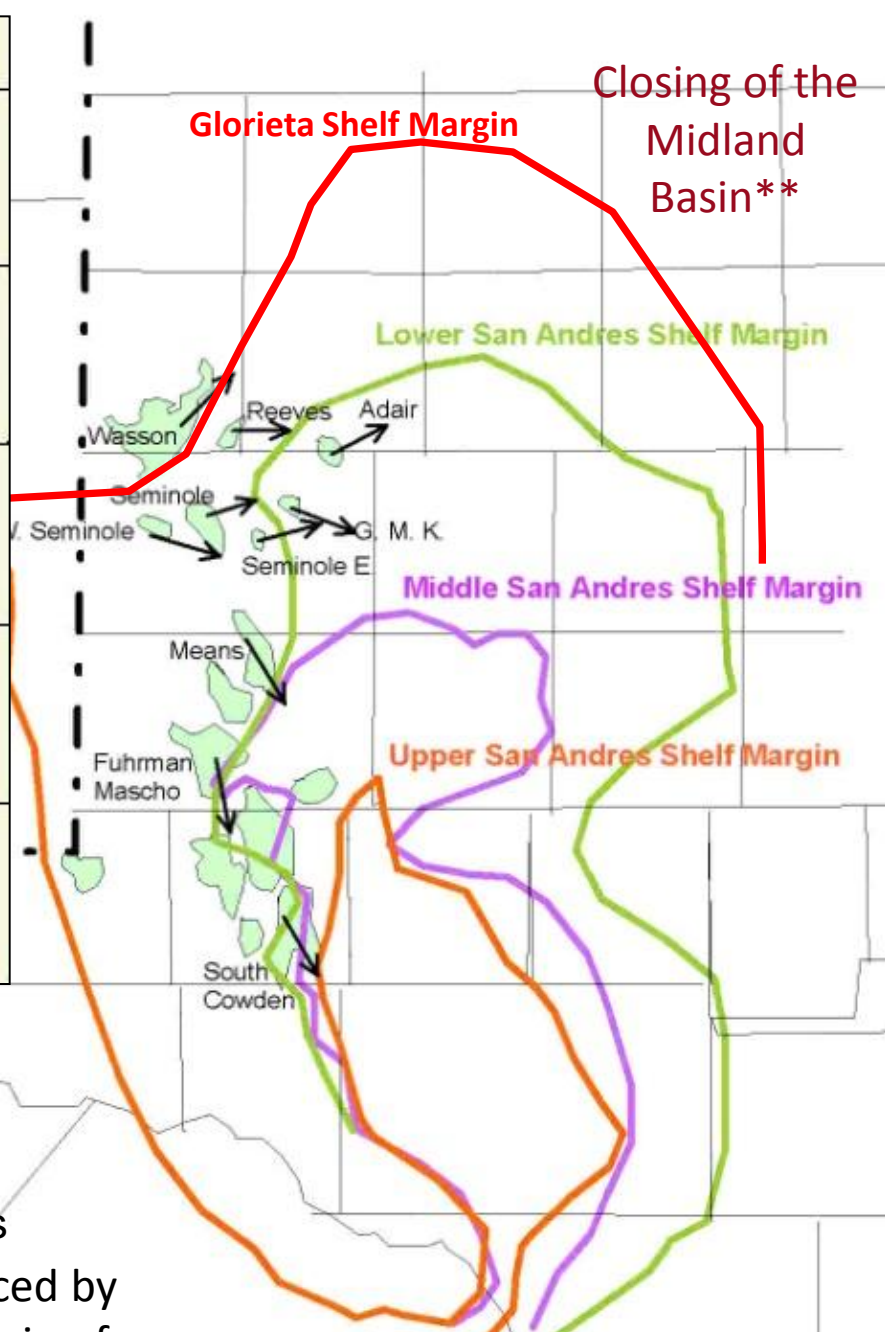 Closing of the
Midland
Basin**
Glorieta Shelf Margin
Lower San Andres Shelf Margin
Reeves
Adair
Wasson
Seminole
. Seminole
G. M. K.
Seminole E.
Middle San Andres Shelf Margin
Means
Upper San Andres Shelf Margin
Fuhrman
Mascho
South
Cowden
s
ced by